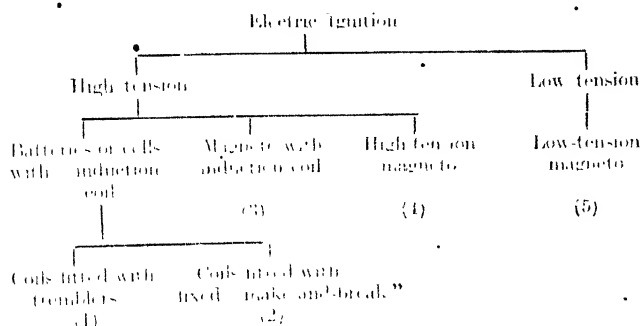 Electric ignition
High tension
Low tension
Batteries or cells
with induction
coil
Magneto with
induction coil
(3)
High tension
magneto
(4)
Low-tension
magneto
(5)
Coils fitted with
tremblers
(1)
Coils fitted with
fixed make-and-break"
(2)